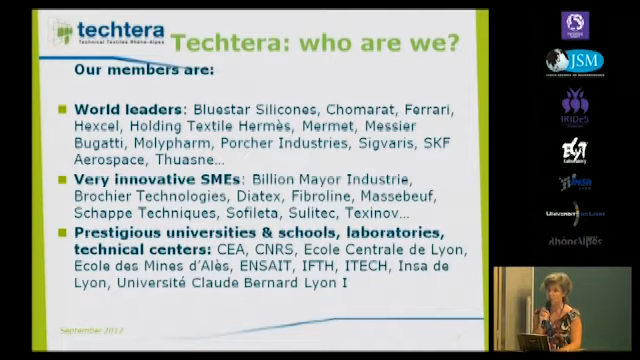 techtera
Technical Textiles Rhône-Alpes
Techtera: who are we?
Our members are:
World leaders: Bluestar Silicones, Chomarat, Ferrari,
Hexcel, Holding Textile Hermès, Mermet, Messier
Bugatti, Molypharm, Porcher Industries, Sigvaris, SKF
Aerospace, Thuasne...
Very innovative SMEs: Billion Mayor Industrie,
Brochier Technologies, Diatex, Fibroline, Massebeuf,
Schappe Techniques, Sofileta, Sulitec, Texinov...
Prestigious universities & schools, laboratories,
technical centers: CEA, CNRS, Ecole Centrale de Lyon,
Ecole des Mines d'Alès, ENSAIT, IFTH, ITECH, Insa de
Lyon, Université Claude Bernard Lyon I
September 2012
JSM
IRIDeS
ELyT
Laboratory
INSA
Université de Lyon
RhôneAlpes